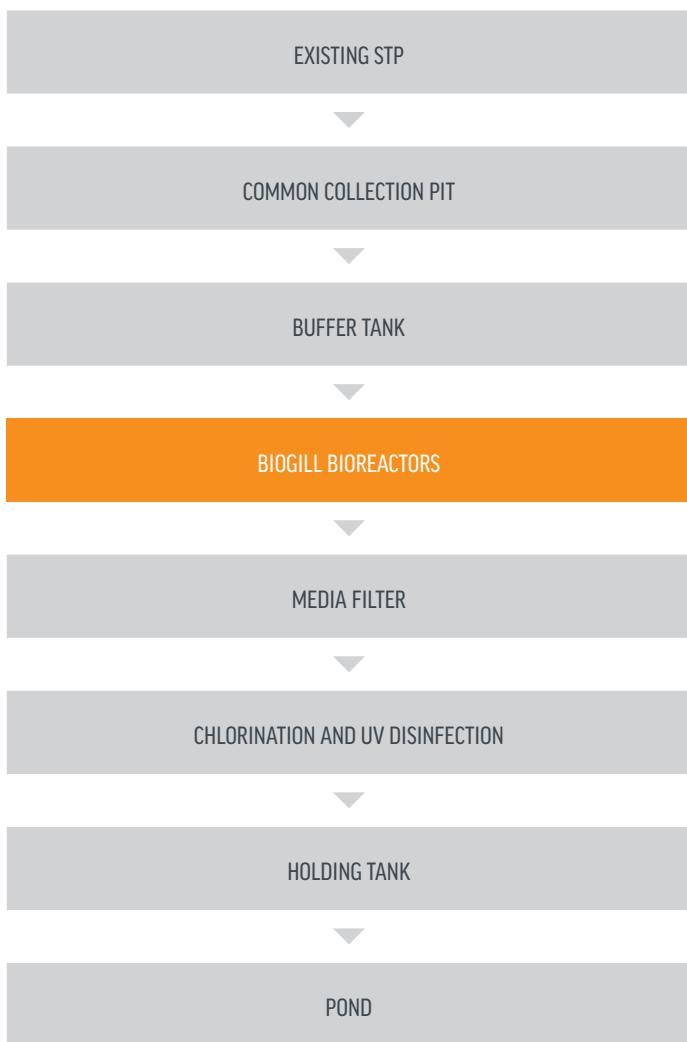 EXISTING STP
COMMON COLLECTION PIT
BUFFER TANK
BIOGILL BIOREACTORS
MEDIA FILTER
CHLORINATION AND UV DISINFECTION
HOLDING TANK
POND